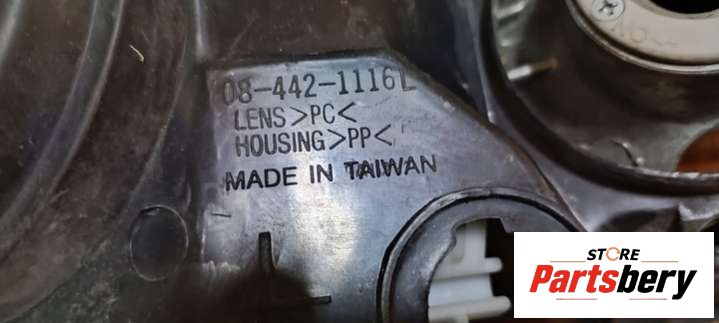 08-442-1116L
LENS>PC<
HOUSING>PP<
MADE IN TAIWAN
STORE
Partsbery